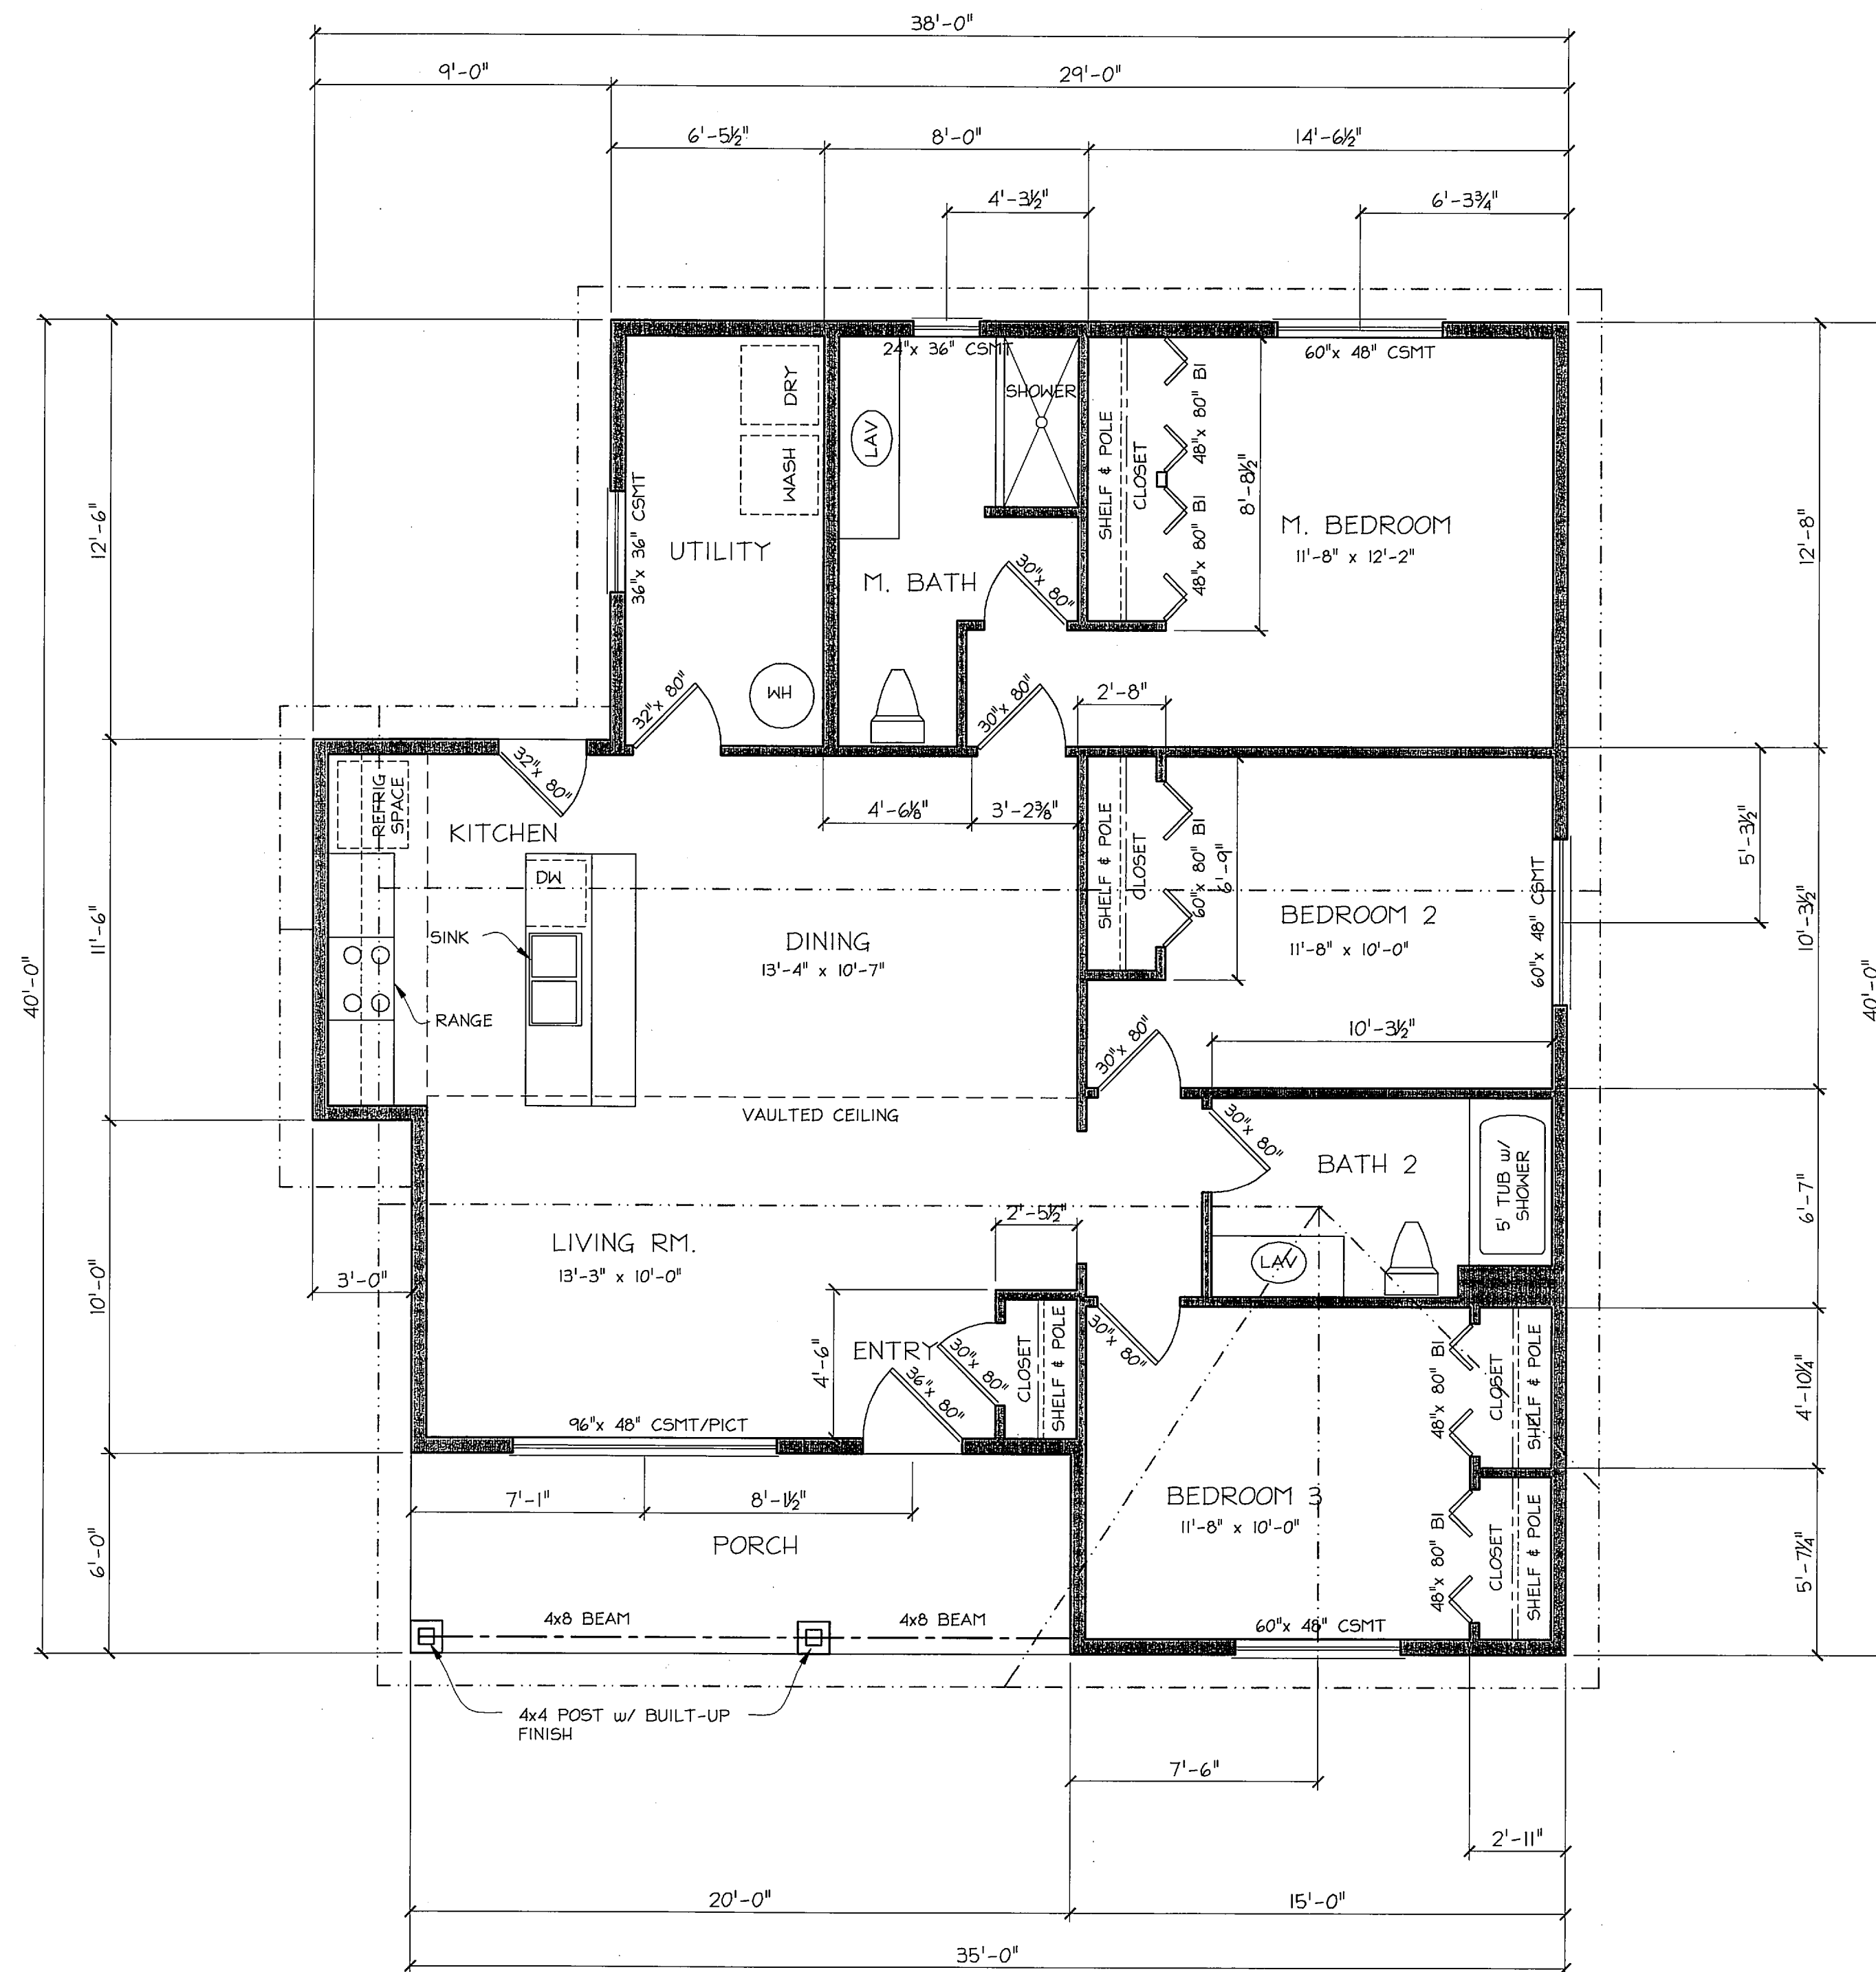 38'-0"
9'-0"
29'-0"
6'-5½"
8'-0"
14'-6½"
4'-3½"
6'-3¾"
24"x 36" CSMT
60"x 48" CSMT
SHOWER
DRY
WASH
LAV
36"x 36" CSMT
SHELF & POLE
CLOSET
48"x 80" BI
48"x 80" BI
8'-8½"
M. BEDROOM
11'-8" x 12'-2"
UTILITY
M. BATH
30"x 80"
12'-6"
12'-8"
WH
32"x 80"
30"x 80"
2'-8"
32"x 80"
REFRIG
SPACE
KITCHEN
4'-6⅛"
3'-2⅜"
SHELF & POLE
CLOSET
60"x 80" BI
6'-9"
5'-3½"
DW
SINK
DINING
13'-4" x 10'-7"
BEDROOM 2
11'-8" x 10'-0"
60"x 48" CSMT
10'-3½"
11'-6"
40'-0"
40'-0"
RANGE
30"x 80"
10'-3½"
VAULTED CEILING
30"x 80"
BATH 2
5' TUB w/
SHOWER
6'-7"
2'-5½"
LIVING RM.
13'-3" x 10'-0"
LAV
3'-0"
10'-0"
4'-6"
ENTRY
30"x 80"
36"x 80"
CLOSET
SHELF & POLE
30"x 80"
48"x 80" BI
CLOSET
SHELF & POLE
4'-10¼"
96"x 48" CSMT/PICT
7'-1"
8'-1½"
PORCH
BEDROOM 3
11'-8" x 10'-0"
48"x 80" BI
CLOSET
SHELF & POLE
5'-7¼"
6'-0"
4x8 BEAM
4x8 BEAM
60"x 48" CSMT
4x4 POST w/ BUILT-UP
FINISH
7'-6"
2'-11"
20'-0"
15'-0"
35'-0"